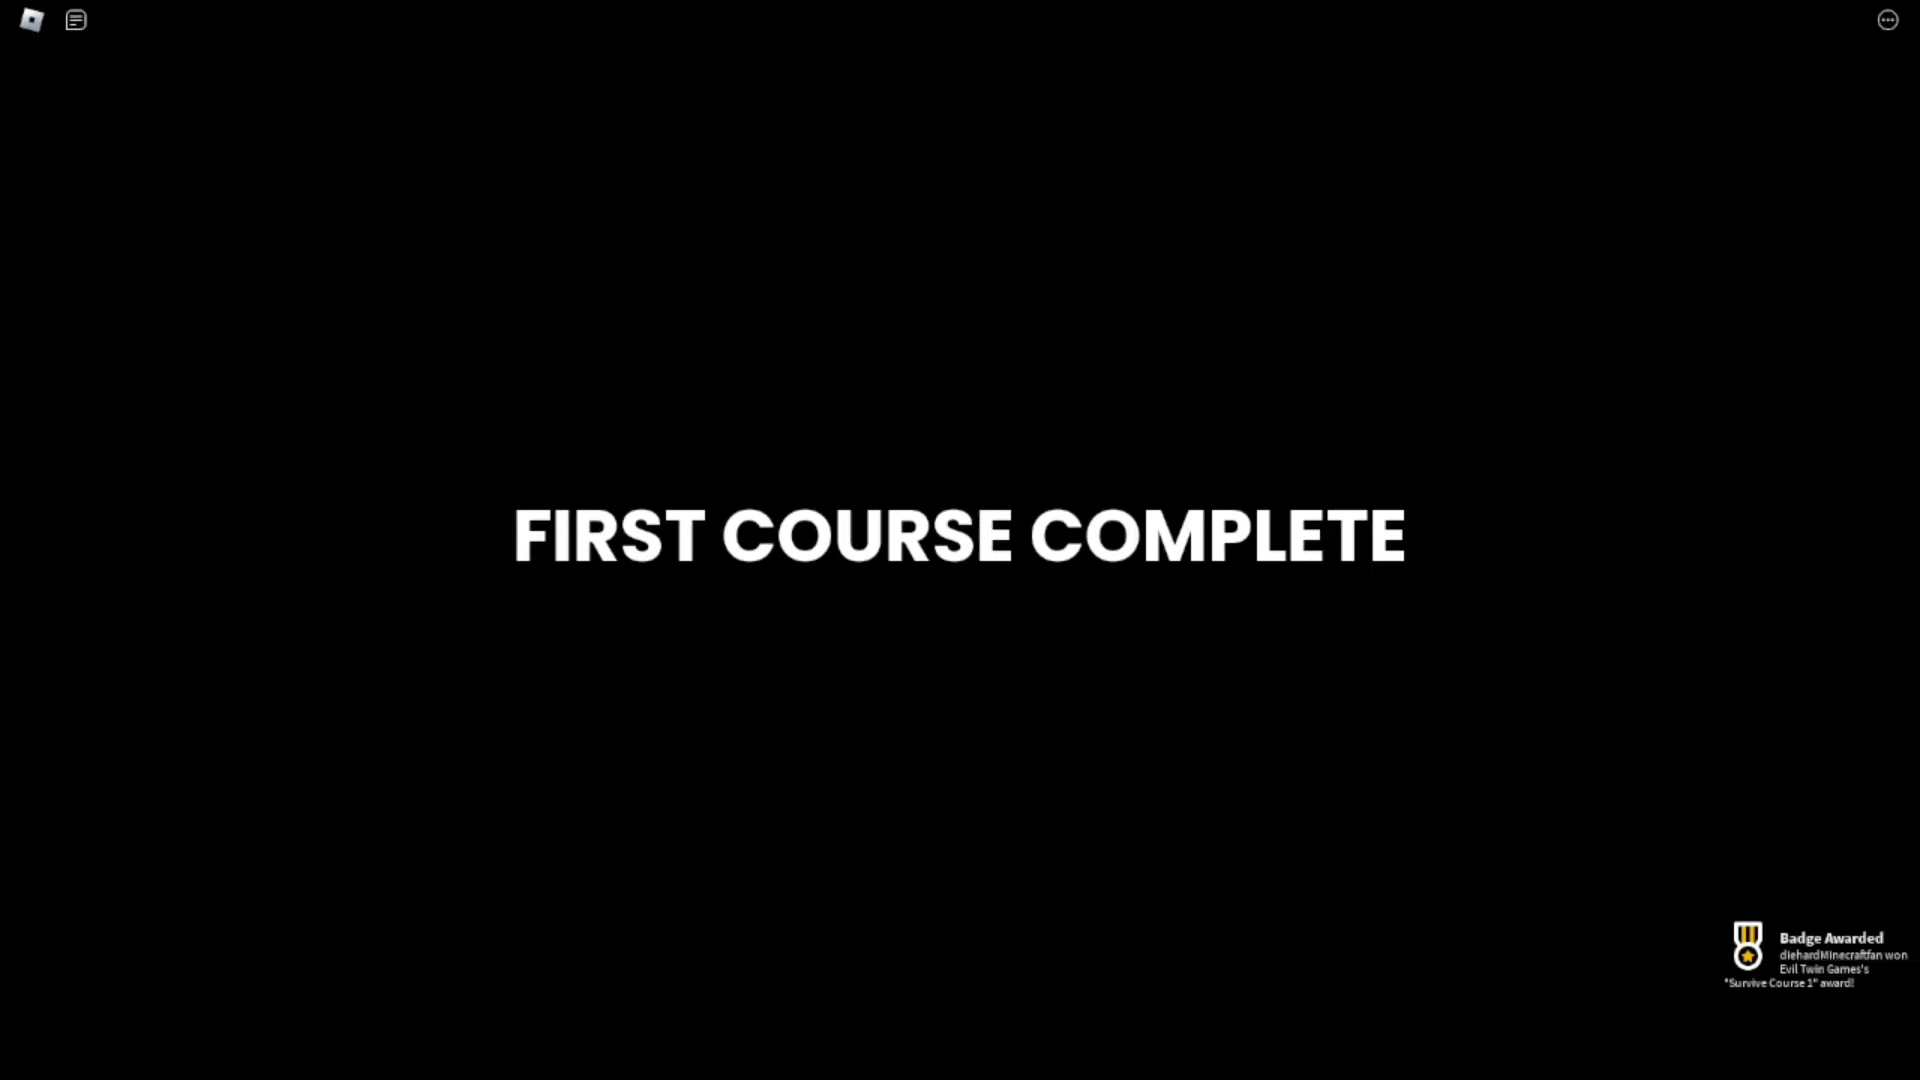 FIRST COURSE COMPLETE
Badge Awarded
diehardMinecraftfan won
Evil Twin Games's
"Survive Course 1" award!